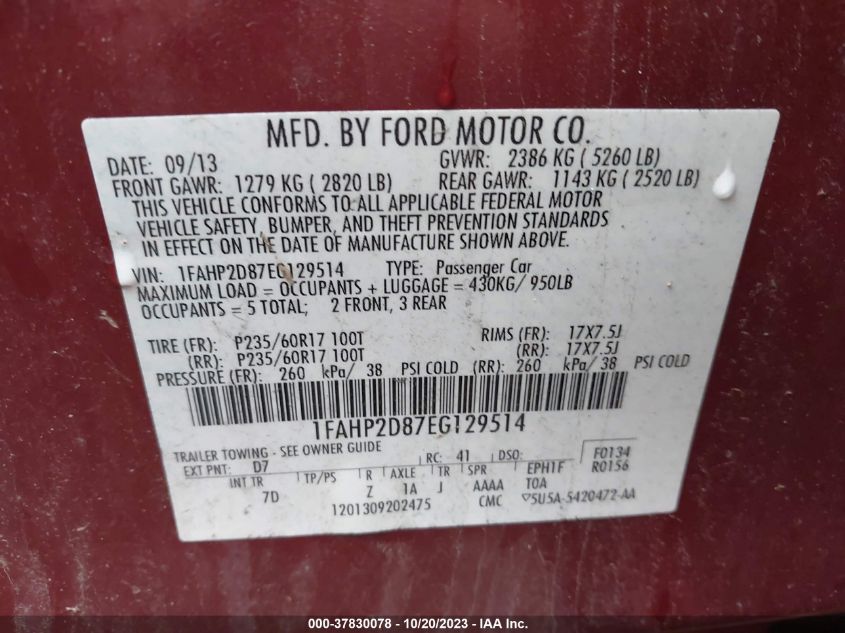 MFD. BY FORD MOTOR CO.
DATE: 09/13 GVWR: 2386 KG ( 5260 LB)
FRONT GAWR: 1279 KG ( 2820 LB) REAR GAWR: 1143 KG ( 2520 LB)
THIS VEHICLE CONFORMS TO ALL APPLICABLE FEDERAL MOTOR
VEHICLE SAFETY, BUMPER, AND THEFT PREVENTION STANDARDS
IN EFFECT ON THE DATE OF MANUFACTURE SHOWN ABOVE.
VIN: 1FAHP2D87EG129514 TYPE: Passenger Car
MAXIMUM LOAD = OCCUPANTS + LUGGAGE = 430KG/ 950LB
OCCUPANTS = 5 TOTAL; 2 FRONT, 3 REAR
TIRE (FR): P235/60R17 100T RIMS (FR): 17X7.5J
(RR): P235/60R17 100T (RR): 17X7.5J
PRESSURE (FR): 260 kPa/ 38 PSI COLD (RR): 260 kPa/ 38 PSI COLD
1FAHP2D87EG129514
TRAILER TOWING - SEE OWNER GUIDE
EXT PNT: D7 RC: 41 DSO: F0134
INT TR TP/PS R AXLE TR SPR EPH1F R0156
7D Z 1A J AAAA TOA
1201309202475 CMC ▽5U5A-5420472-AA
000-37830078 - 10/20/2023 - IAA Inc.